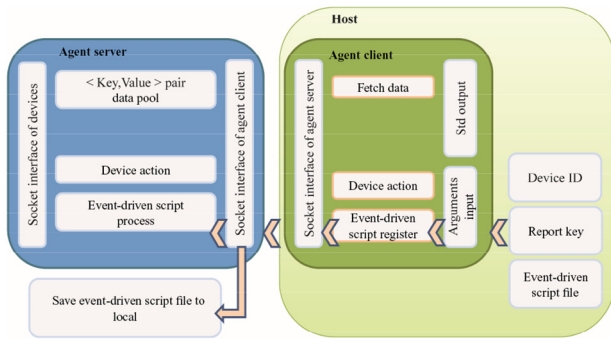 Host
Agent server
Agent client
Socket interface of devices
< Key,Value > pair
data pool
Device action
Event-driven script
process
Socket interface of agent client
Socket interface of agent server
Fetch data
Device action
Event-driven
script register
Std output
Arguments
input
Device ID
Report key
Event-driven
script file
Save event-driven script file to
local